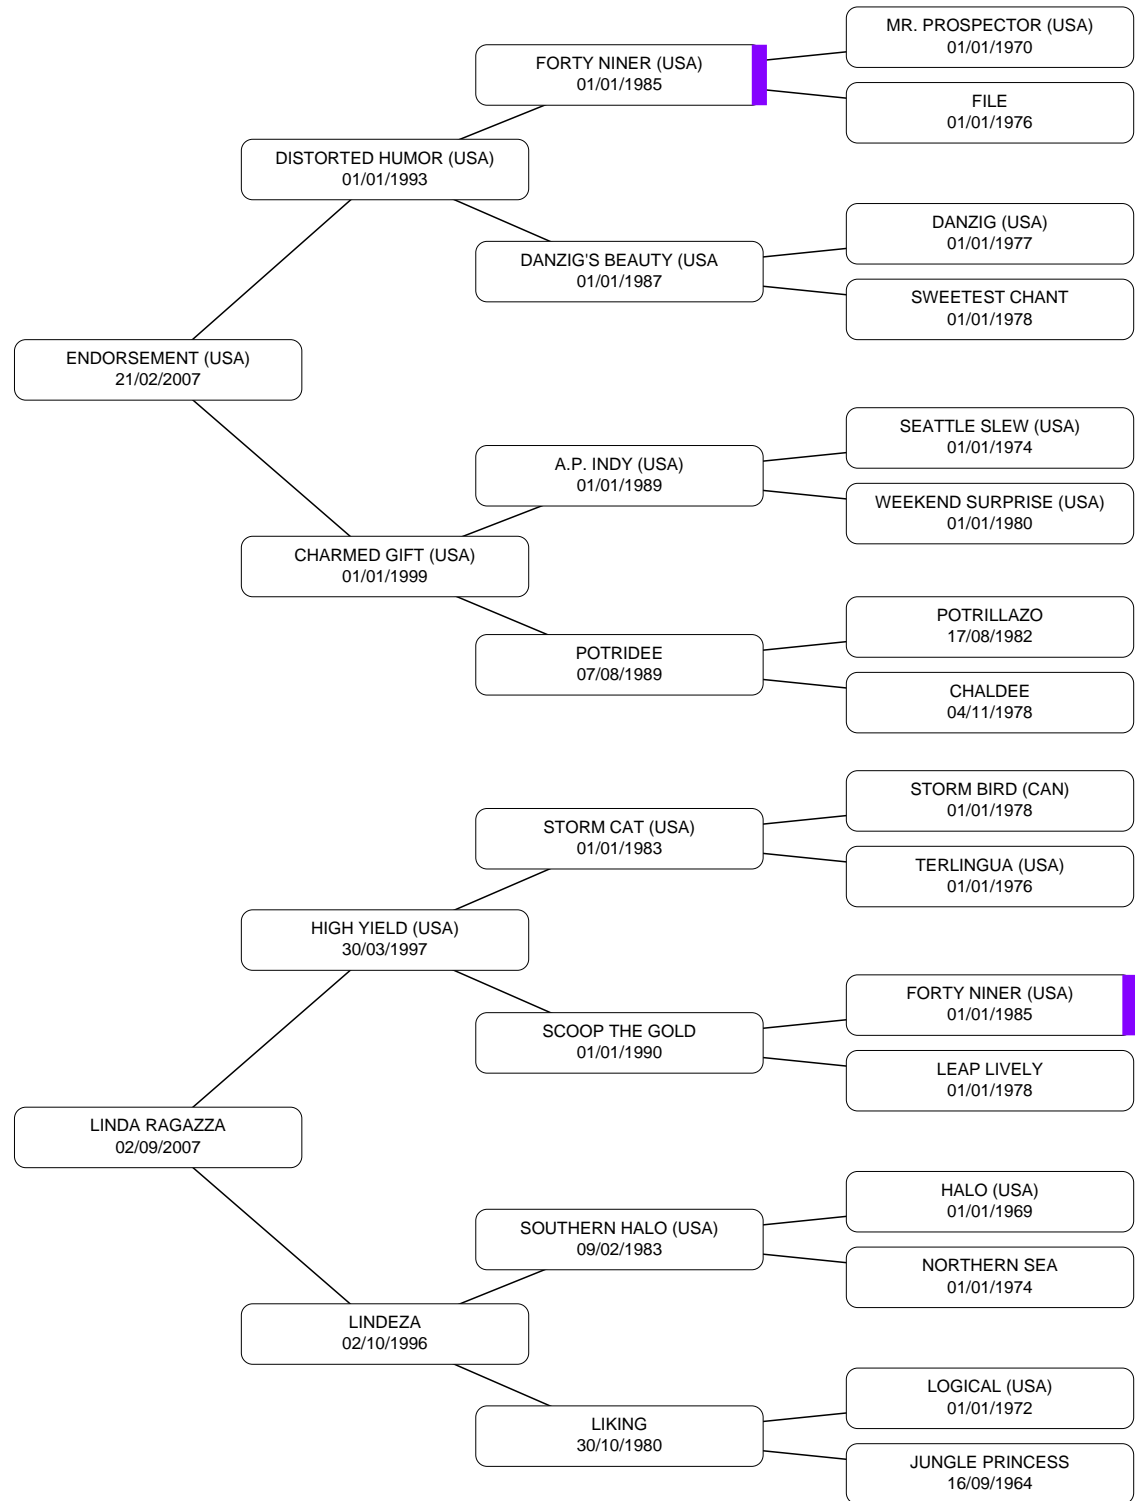 MR. PROSPECTOR (USA)
01/01/1970
FORTY NINER (USA)
01/01/1985
FILE
01/01/1976
DISTORTED HUMOR (USA)
01/01/1993
DANZIG (USA)
01/01/1977
DANZIG'S BEAUTY (USA
01/01/1987
SWEETEST CHANT
01/01/1978
ENDORSEMENT (USA)
21/02/2007
SEATTLE SLEW (USA)
01/01/1974
A.P. INDY (USA)
01/01/1989
WEEKEND SURPRISE (USA)
01/01/1980
CHARMED GIFT (USA)
01/01/1999
POTRILLAZO
17/08/1982
POTRIDEE
07/08/1989
CHALDEE
04/11/1978
STORM BIRD (CAN)
01/01/1978
STORM CAT (USA)
01/01/1983
TERLINGUA (USA)
01/01/1976
HIGH YIELD (USA)
30/03/1997
FORTY NINER (USA)
01/01/1985
SCOOP THE GOLD
01/01/1990
LEAP LIVELY
01/01/1978
LINDA RAGAZZA
02/09/2007
HALO (USA)
01/01/1969
SOUTHERN HALO (USA)
09/02/1983
NORTHERN SEA
01/01/1974
LINDEZA
02/10/1996
LOGICAL (USA)
01/01/1972
LIKING
30/10/1980
JUNGLE PRINCESS
16/09/1964